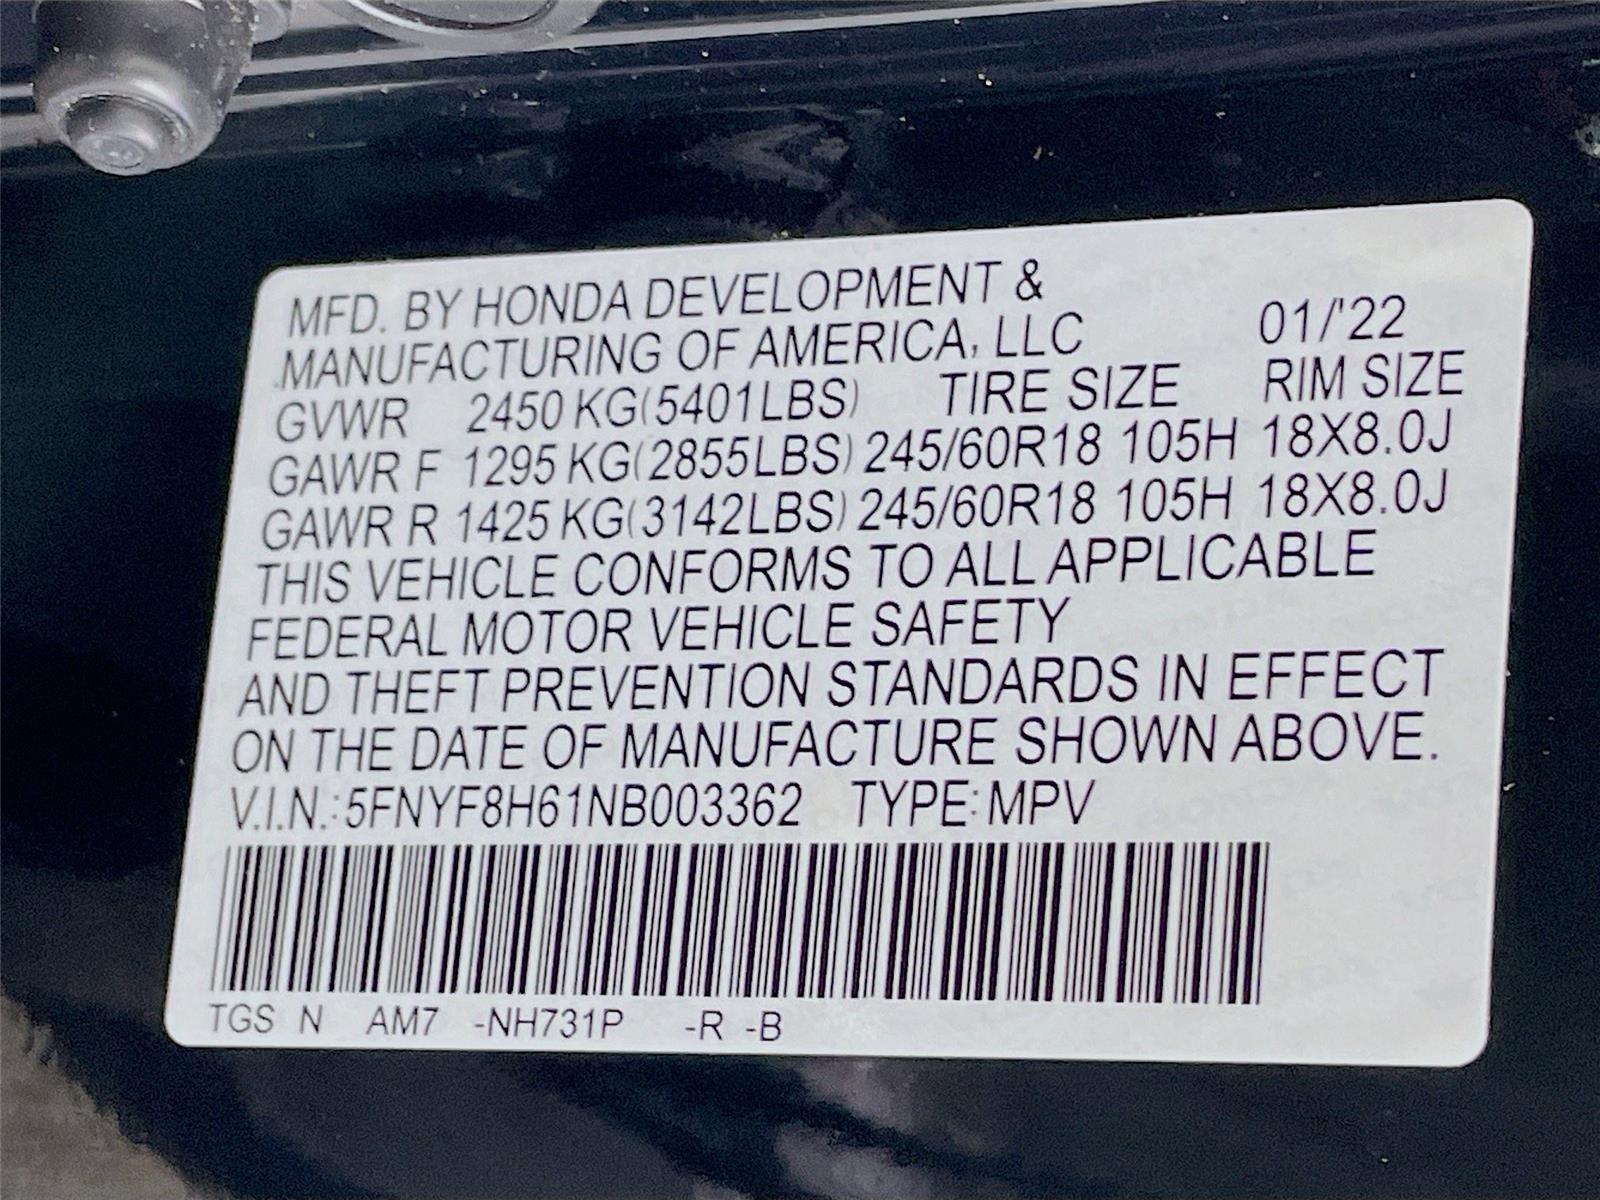 MFD. BY HONDA DEVELOPMENT &
MANUFACTURING OF AMERICA, LLC 01/'22
GVWR 2450 KG(5401LBS) TIRE SIZE RIM SIZE
GAWR F 1295 KG(2855LBS) 245/60R18 105H 18X8.0J
GAWR R 1425 KG(3142LBS) 245/60R18 105H 18X8.0J
THIS VEHICLE CONFORMS TO ALL APPLICABLE
FEDERAL MOTOR VEHICLE SAFETY
AND THEFT PREVENTION STANDARDS IN EFFECT
ON THE DATE OF MANUFACTURE SHOWN ABOVE.
V.I.N.:5FNYF8H61NB003362 TYPE:MPV
TGS N AM7 -NH731P -R -B